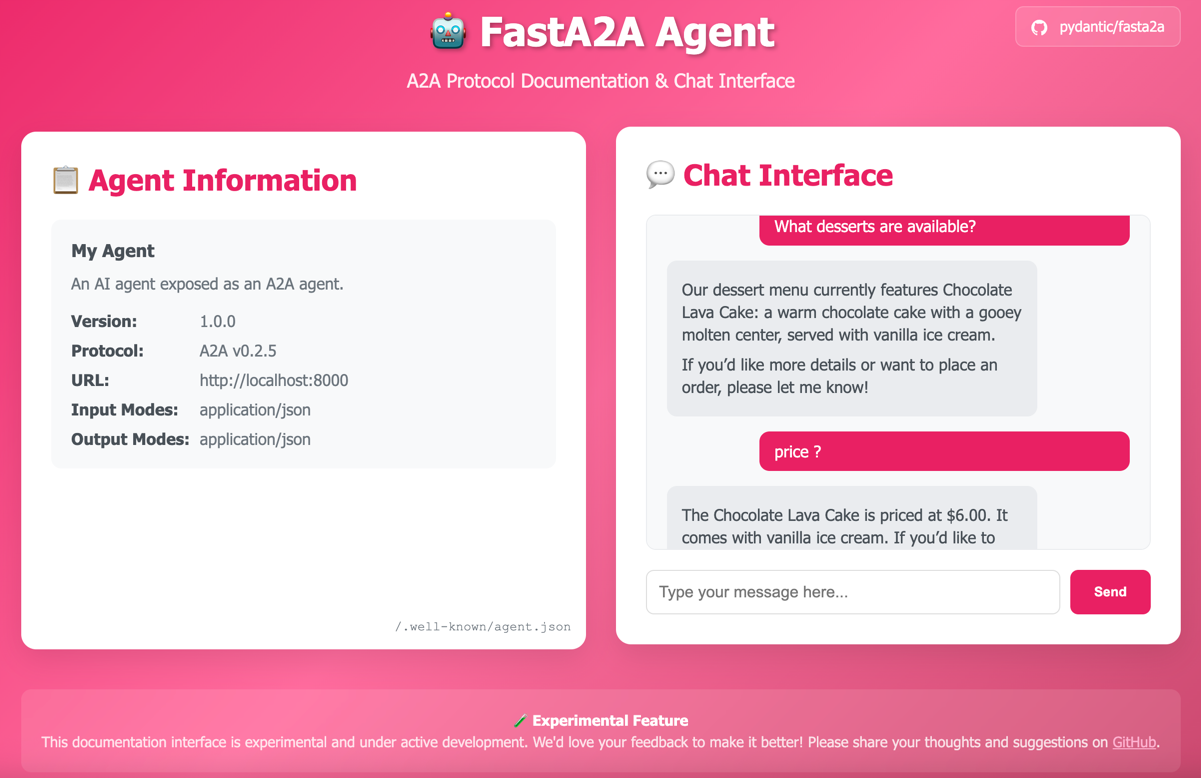 FastA2A Agent
pydantic/fasta2a
A2A Protocol Documentation & Chat Interface
Agent Information
My Agent
An AI agent exposed as an A2A agent.
Version: 1.0.0
Protocol: A2A v0.2.5
URL: http://localhost:8000
Input Modes: application/json
Output Modes: application/json
/.well-known/agent.json
Chat Interface
What desserts are available?
Our dessert menu currently features Chocolate
Lava Cake: a warm chocolate cake with a gooey
molten center, served with vanilla ice cream.
If you’d like more details or want to place an
order, please let me know!
price ?
The Chocolate Lava Cake is priced at $6.00. It
comes with vanilla ice cream. If you’d like to
Type your message here...
Send
Experimental Feature
This documentation interface is experimental and under active development. We'd love your feedback to make it better! Please share your thoughts and suggestions on GitHub.